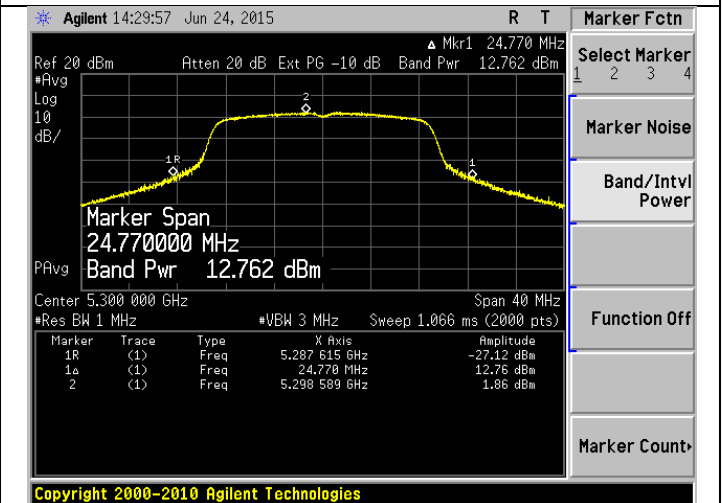 Agilent 14:29:57 Jun 24, 2015 R T
Marker Fctn
▵ Mkr1 24.770 MHz
Ref 20 dBm Atten 20 dB Ext PG -10 dB Band Pwr 12.762 dBm
#Avg
Log
10
dB/
2
1R
1
Marker Span
24.770000 MHz
PAvg Band Pwr 12.762 dBm
Center 5.300 000 GHz Span 40 MHz
#Res BW 1 MHz #VBW 3 MHz Sweep 1.066 ms (2000 pts)
Marker Trace Type X Axis Amplitude
1R (1) Freq 5.287 615 GHz -27.12 dBm
1▵ (1) Freq 24.770 MHz 12.76 dBm
2 (1) Freq 5.298 589 GHz 1.86 dBm
Select Marker
1 2 3 4
Marker Noise
Band/Intvl
Power
Function Off
Marker Count▸
Copyright 2000-2010 Agilent Technologies